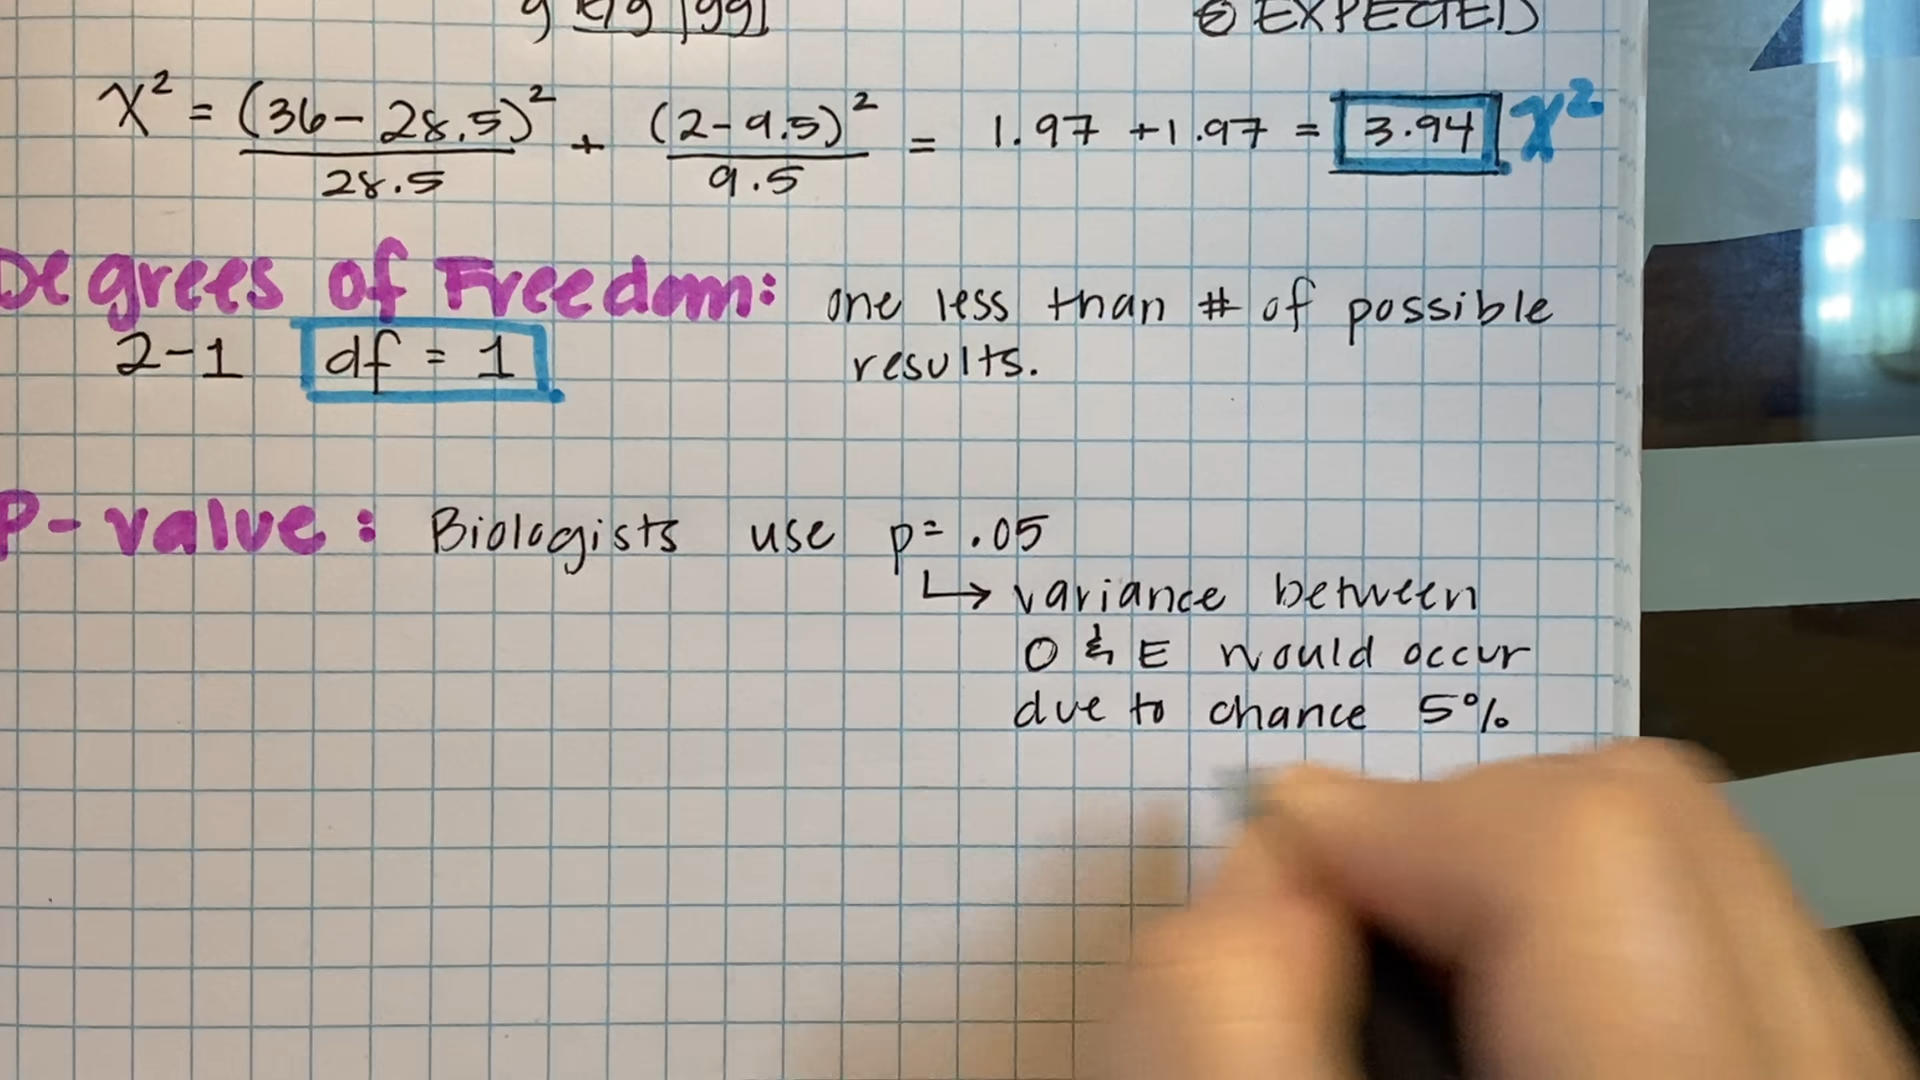 ⑤ EXPECTED
χ² = (36-28.5)²/28.5 + (2-9.5)²/9.5 = 1.97 + 1.97 = 3.94 χ²
Degrees of Freedom: one less than # of possible
2-1 df = 1 results.
P-value: Biologists use p= .05
↳ variance between
O & E would occur
due to chance 5%